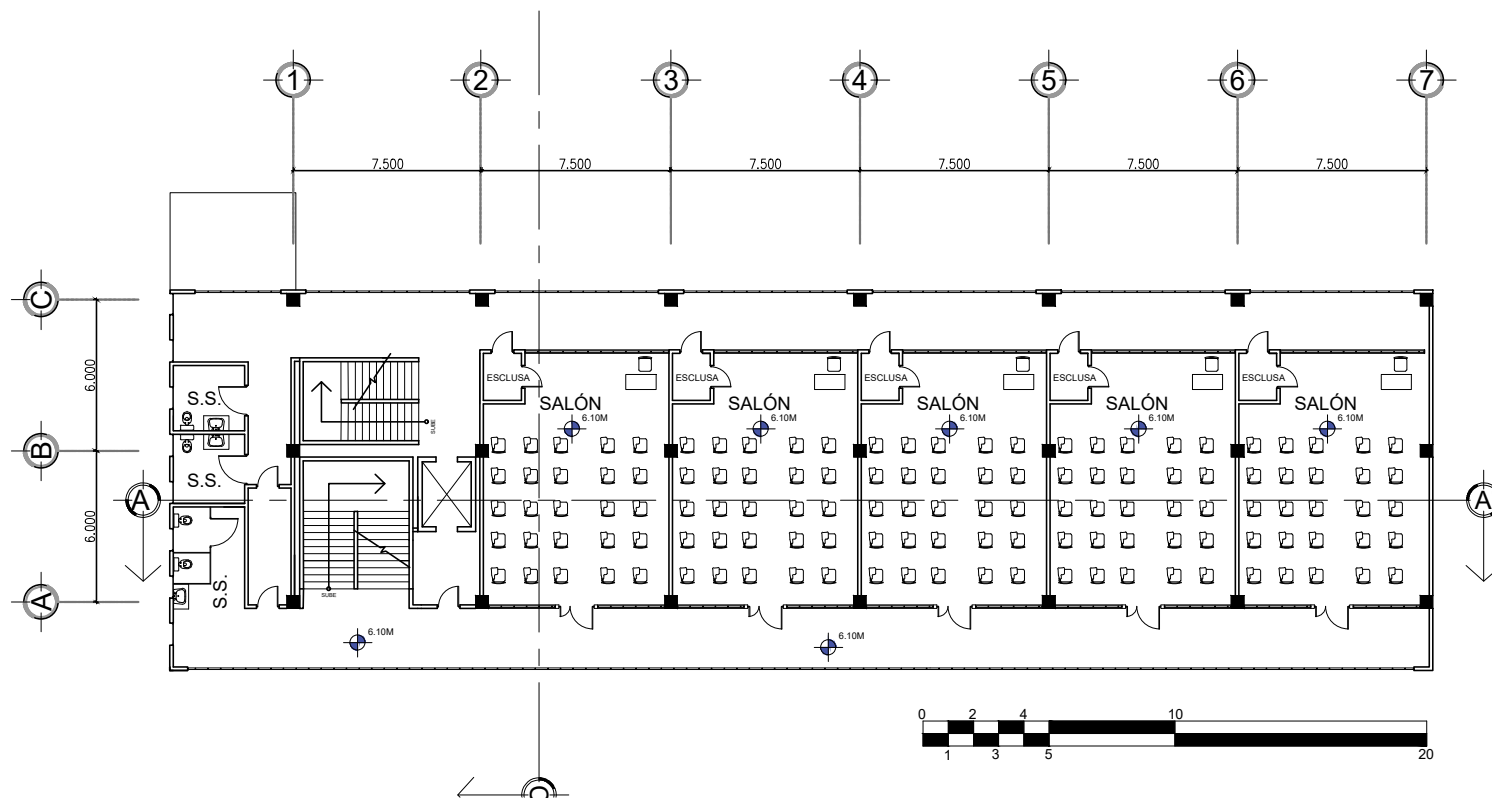 1 2 3 4 5 6 7
7.500 7.500 7.500 7.500 7.500 7.500
C
6.000
B
6.000
A
S.S.
S.S.
S.S.
SUBE
SUBE
ESCLUSA ESCLUSA ESCLUSA ESCLUSA ESCLUSA
SALÓN SALÓN SALÓN SALÓN SALÓN
6.10M 6.10M 6.10M 6.10M 6.10M
A A
6.10M 6.10M
0 2 4 10
1 3 5 20